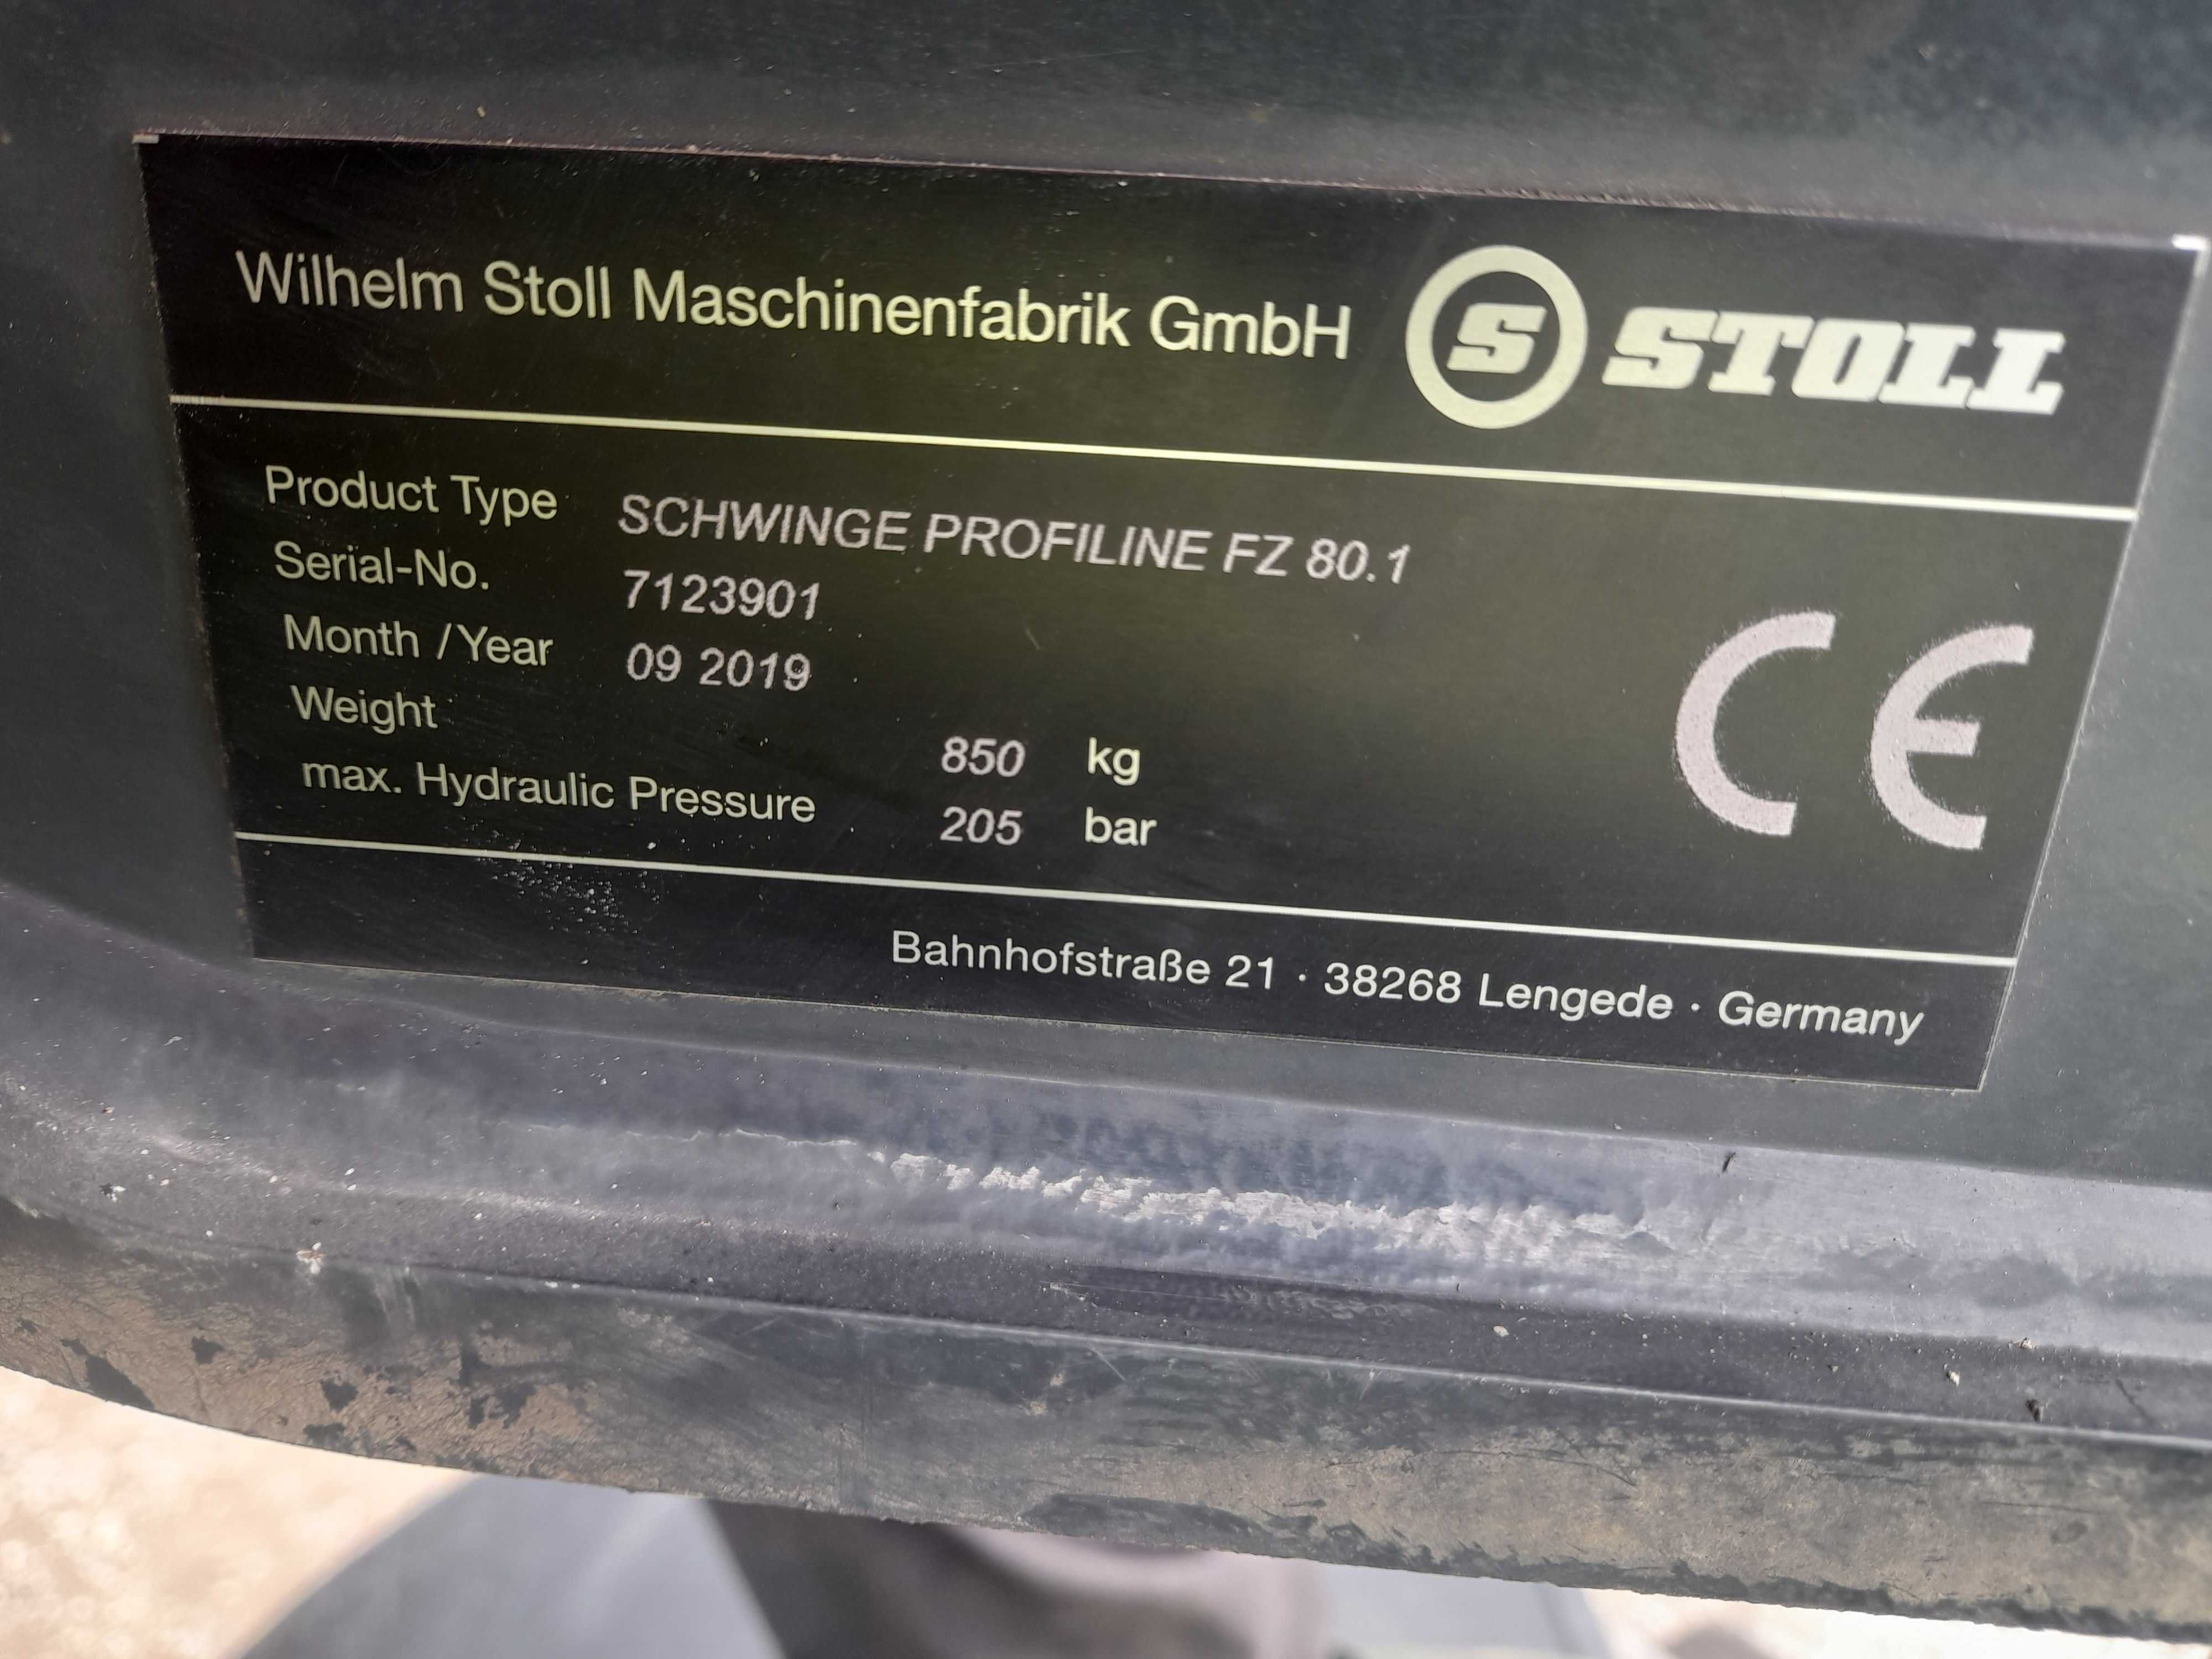 Wilhelm Stoll Maschinenfabrik GmbH S STOLL
Product Type SCHWINGE PROFILINE FZ 80.1
Serial-No. 7123901
Month / Year 09 2019
Weight 850 kg
max. Hydraulic Pressure 205 bar
CE
Bahnhofstraße 21 · 38268 Lengede · Germany